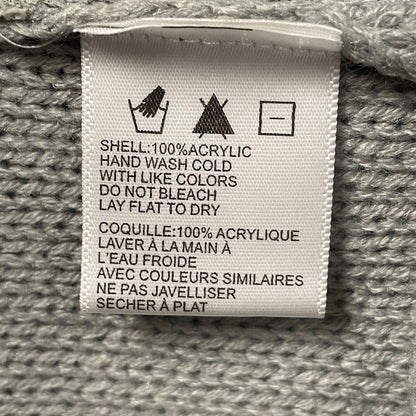 SHELL:100%ACRYLIC
HAND WASH COLD
WITH LIKE COLORS
DO NOT BLEACH
LAY FLAT TO DRY
COQUILLE:100% ACRYLIQUE
LAVER À LA MAIN À
L'EAU FROIDE
AVEC COULEURS SIMILAIRES
NE PAS JAVELLISER
SECHER À PLAT